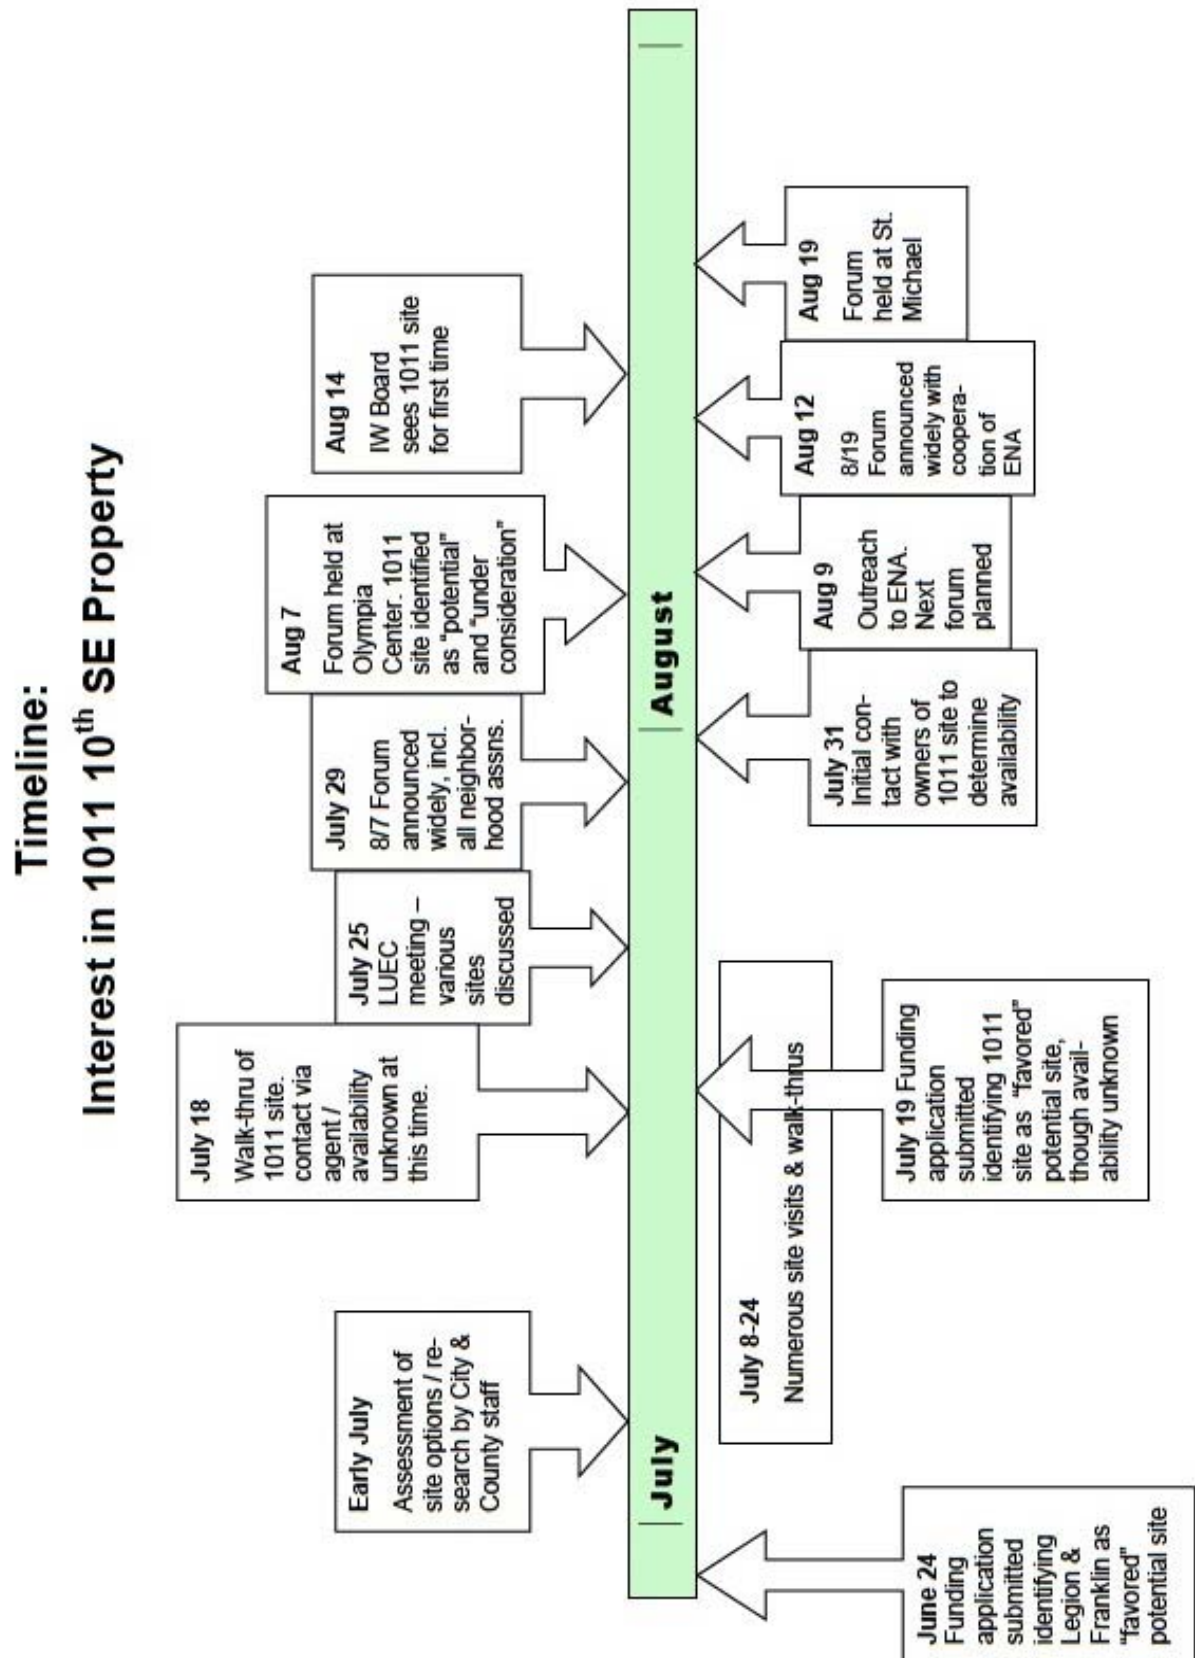 Timeline:
Interest in 1011 10th SE Property
Early July
Assessment of
site options / re-
search by City &
County staff
July 18
Walk-thru of
1011 site.
contact via
agent /
availability
unknown at
this time.
July 25
LUEC
meeting –
various
sites
discussed
July 29
8/7 Forum
announced
widely, incl.
all neighbor-
hood assns.
Aug 7
Forum held at
Olympia
Center. 1011
site identified
as "potential"
and "under
consideration"
Aug 14
IW Board
sees 1011 site
for first time
July
August
June 24
Funding
application
submitted
identifying
Legion &
Franklin as
"favored"
potential site
July 8-24
Numerous site visits & walk-thrus
July 19 Funding
application
submitted
identifying 1011
site as "favored"
potential site,
though avail-
ability unknown
July 31
Initial con-
tact with
owners of
1011 site to
determine
availability
Aug 9
Outreach
to ENA.
Next
forum
planned
Aug 12
8/19
Forum
announced
widely with
coopera-
tion of
ENA
Aug 19
Forum
held at St.
Michael